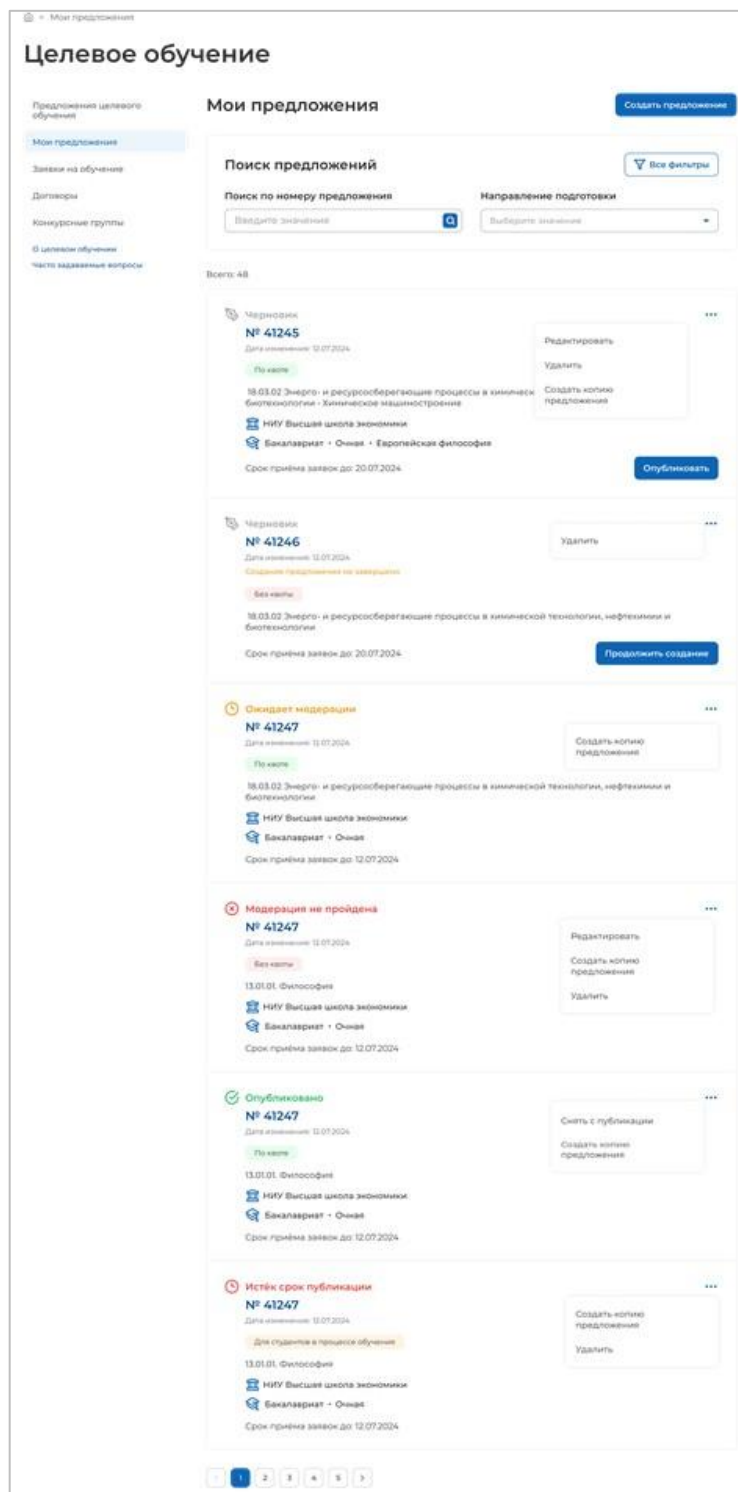 Мои предложения
Целевое обучение
Предложения целевого
обучения
Мои предложения
Заявки на обучение
Договоры
Конкурсные группы
О целевом обучении
Часто задаваемые вопросы
Мои предложения
Создать предложение
Поиск предложений
Все фильтры
Поиск по номеру предложения
Направление подготовки
Введите значение
Выберите значение
Всего: 48
Черновик
№ 41245
Дата изменения: 12.07.2024
По квоте
18.03.02 Энерго- и ресурсосберегающие процессы в химическ
биотехнологии - Химическое машиностроение
НИУ Высшая школа экономики
Бакалавриат • Очная • Европейская философия
Срок приёма заявок до: 20.07.2024
Редактировать
Удалить
Создать копию
предложения
Опубликовать
Черновик
№ 41246
Дата изменения: 12.07.2024
Создание предложения не завершено
Без квоты
18.03.02 Энерго- и ресурсосберегающие процессы в химической технологии, нефтехимии и
биотехнологии
Срок приёма заявок до: 20.07.2024
Удалить
Продолжить создание
Ожидает модерации
№ 41247
Дата изменения: 12.07.2024
По квоте
18.03.02 Энерго- и ресурсосберегающие процессы в химической технологии, нефтехимии и
биотехнологии
НИУ Высшая школа экономики
Бакалавриат • Очная
Срок приёма заявок до: 12.07.2024
Создать копию
предложения
Модерация не пройдена
№ 41247
Дата изменения: 12.07.2024
Без квоты
13.01.01. Философия
НИУ Высшая школа экономики
Бакалавриат • Очная
Срок приёма заявок до: 12.07.2024
Редактировать
Создать копию
предложения
Удалить
Опубликовано
№ 41247
Дата изменения: 12.07.2024
По квоте
13.01.01. Философия
НИУ Высшая школа экономики
Бакалавриат • Очная
Срок приёма заявок до: 12.07.2024
Снять с публикации
Создать копию
предложения
Истёк срок публикации
№ 41247
Дата изменения: 12.07.2024
Для студентов в процессе обучения
13.01.01. Философия
НИУ Высшая школа экономики
Бакалавриат • Очная
Срок приёма заявок до: 12.07.2024
Создать копию
предложения
Удалить
1 2 3 4 5